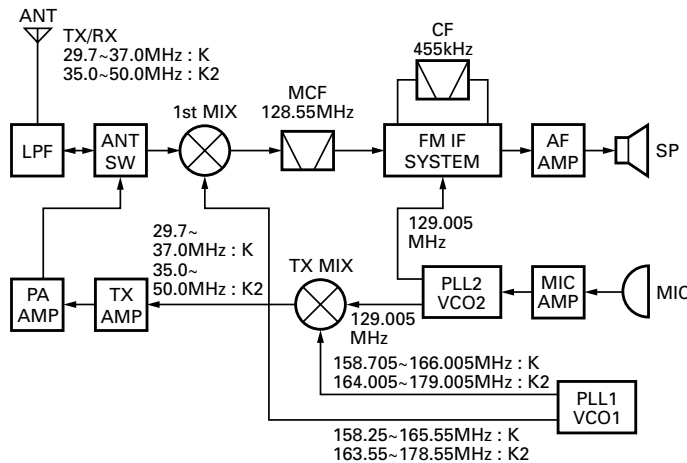 ANT
TX/RX
29.7~37.0MHz : K
35.0~50.0MHz : K2
CF
455kHz
MCF
128.55MHz
1st MIX
LPF
ANT
SW
FM IF
SYSTEM
AF
AMP
SP
29.7~
37.0MHz : K
35.0~
50.0MHz : K2
129.005
MHz
TX MIX
PA
AMP
TX
AMP
PLL2
VCO2
MIC
AMP
MIC
129.005
MHz
158.705~166.005MHz : K
164.005~179.005MHz : K2
PLL1
VCO1
158.25~165.55MHz : K
163.55~178.55MHz : K2